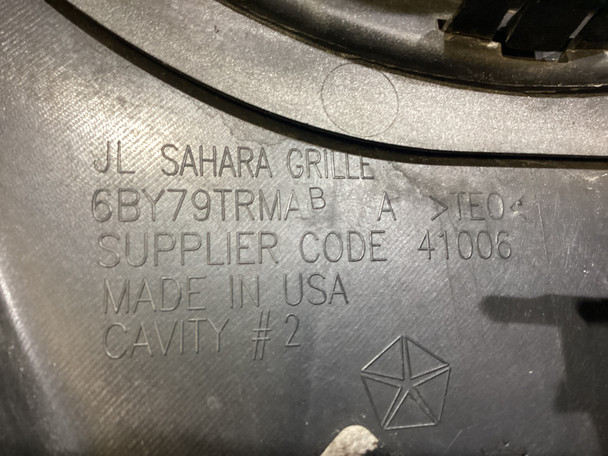 JL SAHARA GRILLE
6BY79TRMAB A >TEO<
SUPPLIER CODE 41006
MADE IN USA
CAVITY #2